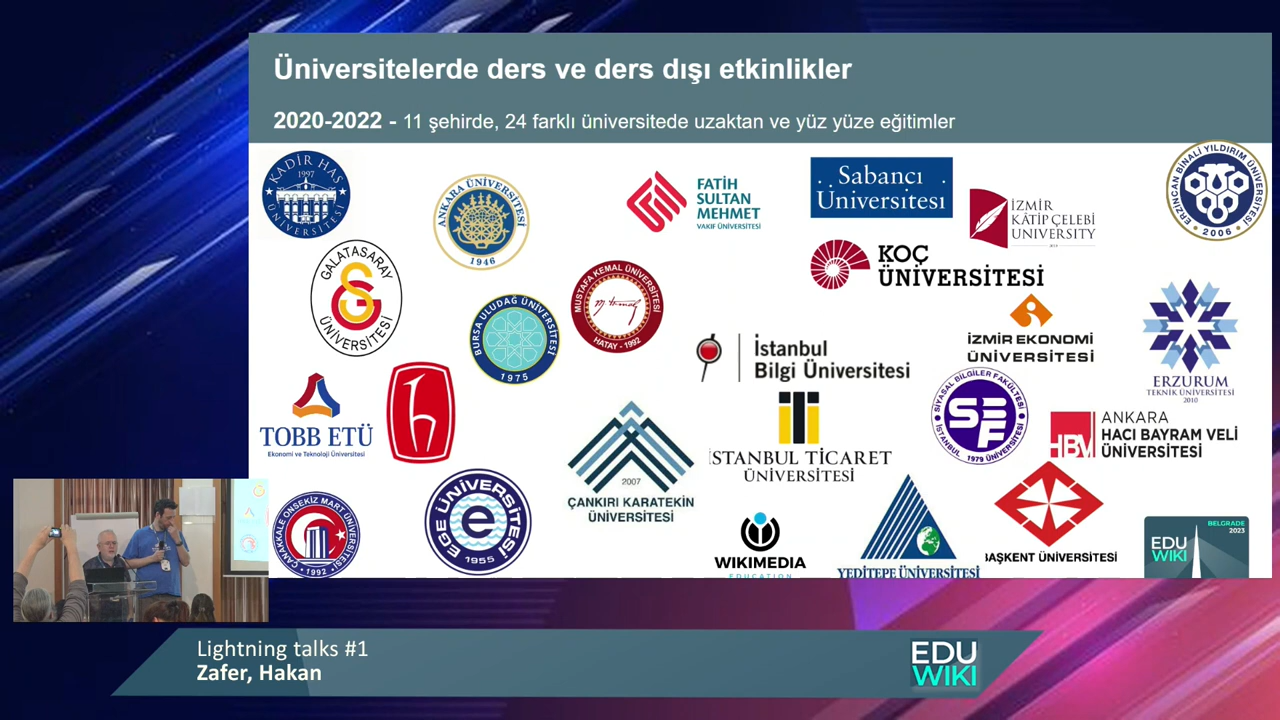 Üniversitelerde ders ve ders dışı etkinlikler
2020-2022 - 11 şehirde, 24 farklı üniversitede uzaktan ve yüz yüze eğitimler
KADİR HAS
1997
ÜNİVERSİTESİ
ANKARA ÜNİVERSİTESİ
1946
FATİH
SULTAN
MEHMET
VAKIF ÜNİVERSİTESİ
Sabancı
Üniversitesi
İZMİR
KÂTİP ÇELEBİ
UNIVERSITY
ERZİNCAN BİNALİ YILDIRIM ÜNİVERSİTESİ
2006
GALATASARAY
ÜNİVERSİTESİ
BURSA ULUDAĞ ÜNİVERSİTESİ
1975
MUSTAFA KEMAL ÜNİVERSİTESİ
HATAY - 1992
KOÇ
ÜNİVERSİTESİ
İstanbul
Bilgi Üniversitesi
İZMİR EKONOMİ
ÜNİVERSİTESİ
ERZURUM
TEKNİK ÜNİVERSİTESİ
2010
TOBB ETÜ
Ekonomi ve Teknoloji Üniversitesi
2007
ÇANKIRI KARATEKİN
ÜNİVERSİTESİ
İSTANBUL TİCARET
ÜNİVERSİTESİ
SİYASAL BİLGİLER FAKÜLTESİ
SBF
İSTANBUL 1979 ÜNİVERSİTESİ
HBV
ANKARA
HACI BAYRAM VELİ
ÜNİVERSİTESİ
ÇANAKKALE ONSEKİZ MART ÜNİVERSİTESİ
1992
EGE ÜNİVERSİTESİ
e
1955
WIKIMEDIA
EDUCATION
YEDİTEPE ÜNİVERSİTESİ
BAŞKENT ÜNİVERSİTESİ
BELGRADE
2023
EDU
WIKI
Lightning talks #1
Zafer, Hakan
EDU
WIKI